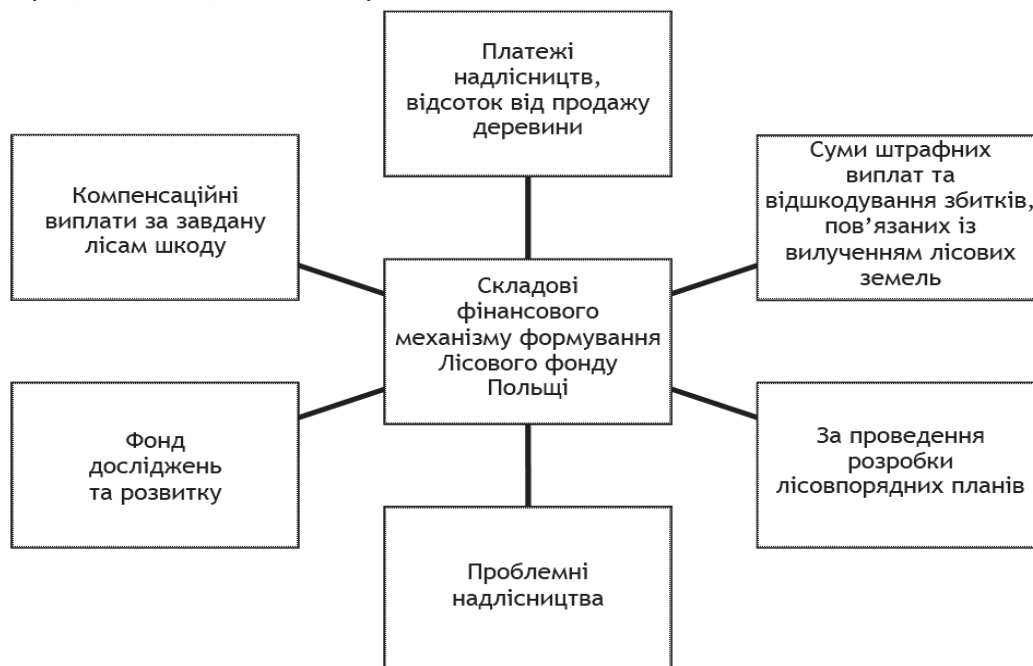 Платежі
надлісництв,
відсоток від продажу
деревини
Компенсаційні
виплати за завдану
лісам шкоду
Суми штрафних
виплат та
відшкодування збитків,
пов’язаних із
вилученням лісових
земель
Складові
фінансового
механізму формування
Лісового фонду
Польщі
Фонд
досліджень
та розвитку
За проведення
розробки
лісовпорядних планів
Проблемні
надлісництва